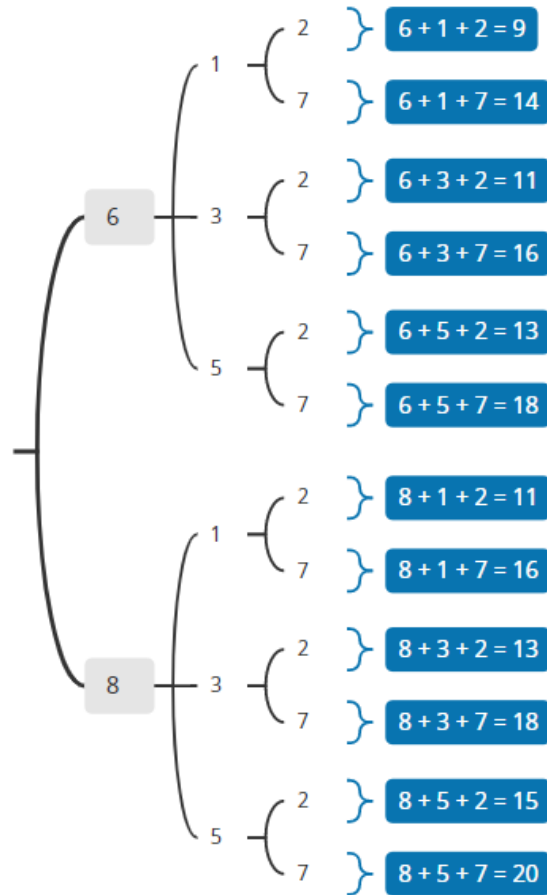 2 6 + 1 + 2 = 9
1
7 6 + 1 + 7 = 14
2 6 + 3 + 2 = 11
6 3
7 6 + 3 + 7 = 16
2 6 + 5 + 2 = 13
5
7 6 + 5 + 7 = 18
2 8 + 1 + 2 = 11
1
7 8 + 1 + 7 = 16
2 8 + 3 + 2 = 13
8 3
7 8 + 3 + 7 = 18
2 8 + 5 + 2 = 15
5
7 8 + 5 + 7 = 20